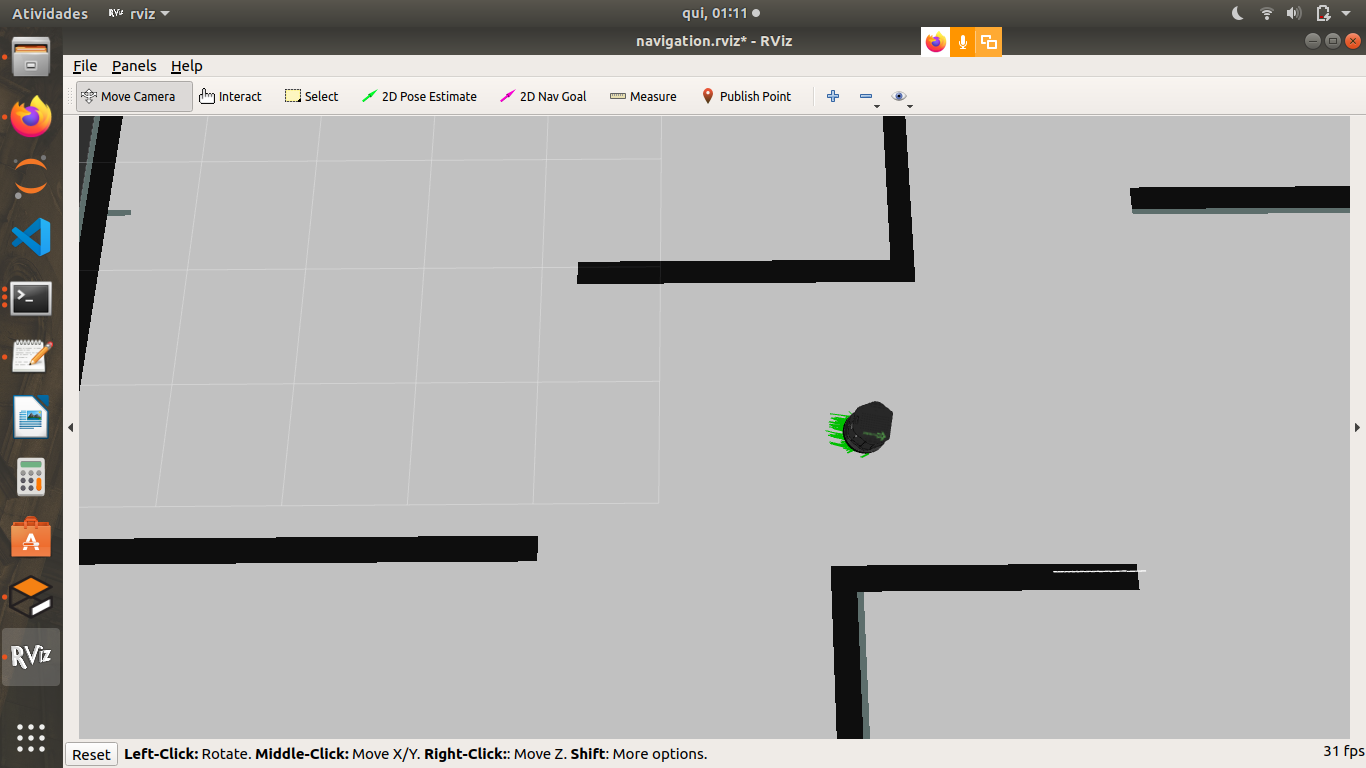 Atividades
RViz
rviz
qui, 01:11
navigation.rviz* - RViz
File Panels Help
Move Camera Interact Select 2D Pose Estimate 2D Nav Goal Measure Publish Point
RViz
Reset Left-Click: Rotate. Middle-Click: Move X/Y. Right-Click:: Move Z. Shift: More options.
31 fps